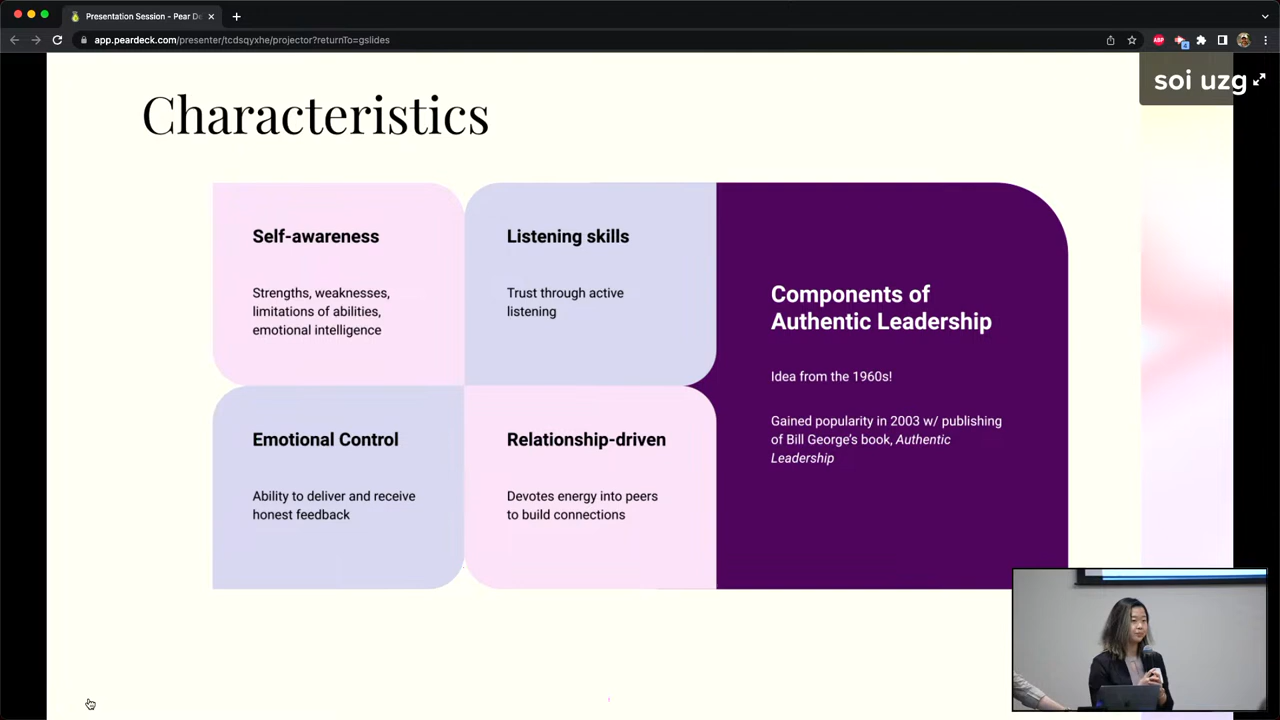 Presentation Session - Pear De
app.peardeck.com/presenter/tcdsqyxhe/projector?returnTo=gslides
ASP
4
soi uzg
Characteristics
Self-awareness
Strengths, weaknesses,
limitations of abilities,
emotional intelligence
Listening skills
Trust through active
listening
Emotional Control
Ability to deliver and receive
honest feedback
Relationship-driven
Devotes energy into peers
to build connections
Components of
Authentic Leadership
Idea from the 1960s!
Gained popularity in 2003 w/ publishing
of Bill George's book, Authentic
Leadership